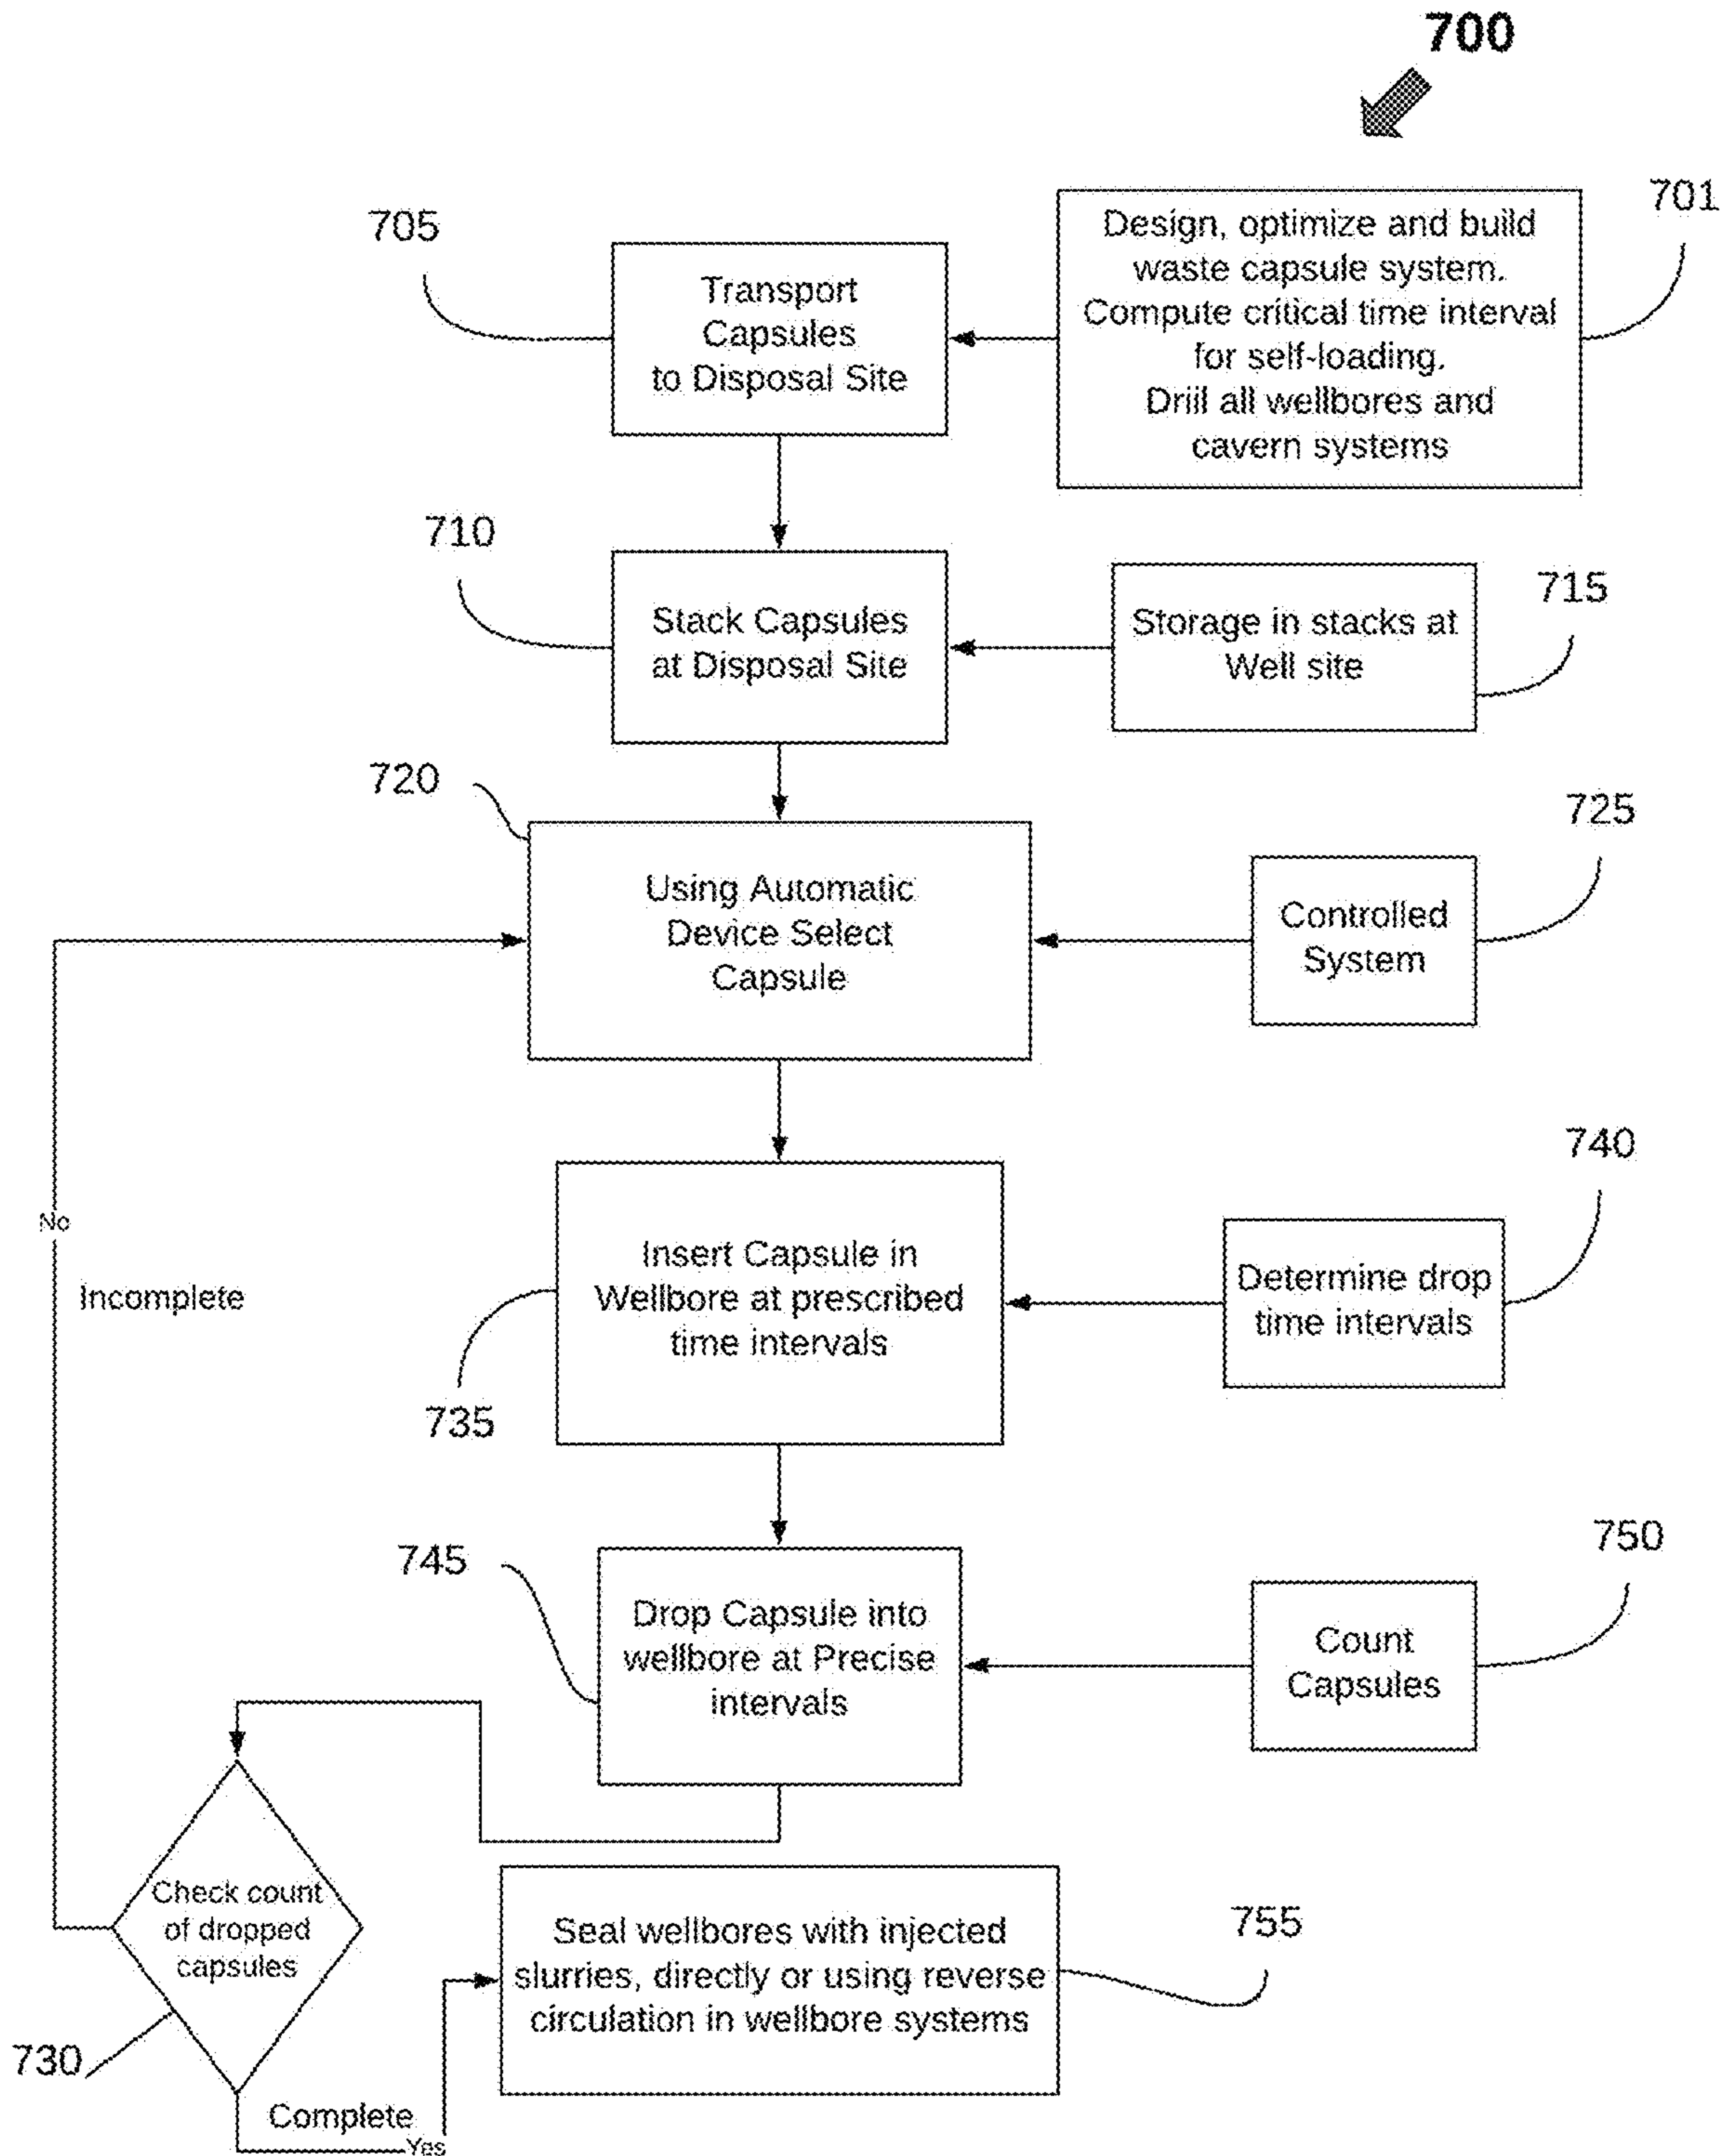 700
701
Design, optimize and build
waste capsule system.
Compute critical time interval
for self-loading.
Drill all wellbores and
cavern systems
705
Transport
Capsules
to Disposal Site
710
Stack Capsules
at Disposal Site
715
Storage in stacks at
Well site
720
Using Automatic
Device Select
Capsule
725
Controlled
System
740
No
Incomplete
Insert Capsule in
Wellbore at prescribed
time intervals
Determine drop
time intervals
735
745
Drop Capsule into
wellbore at Precise
intervals
750
Count
Capsules
Check count
of dropped
capsules
730
Seal wellbores with injected
slurries, directly or using reverse
circulation in wellbore systems
755
Complete
Yes